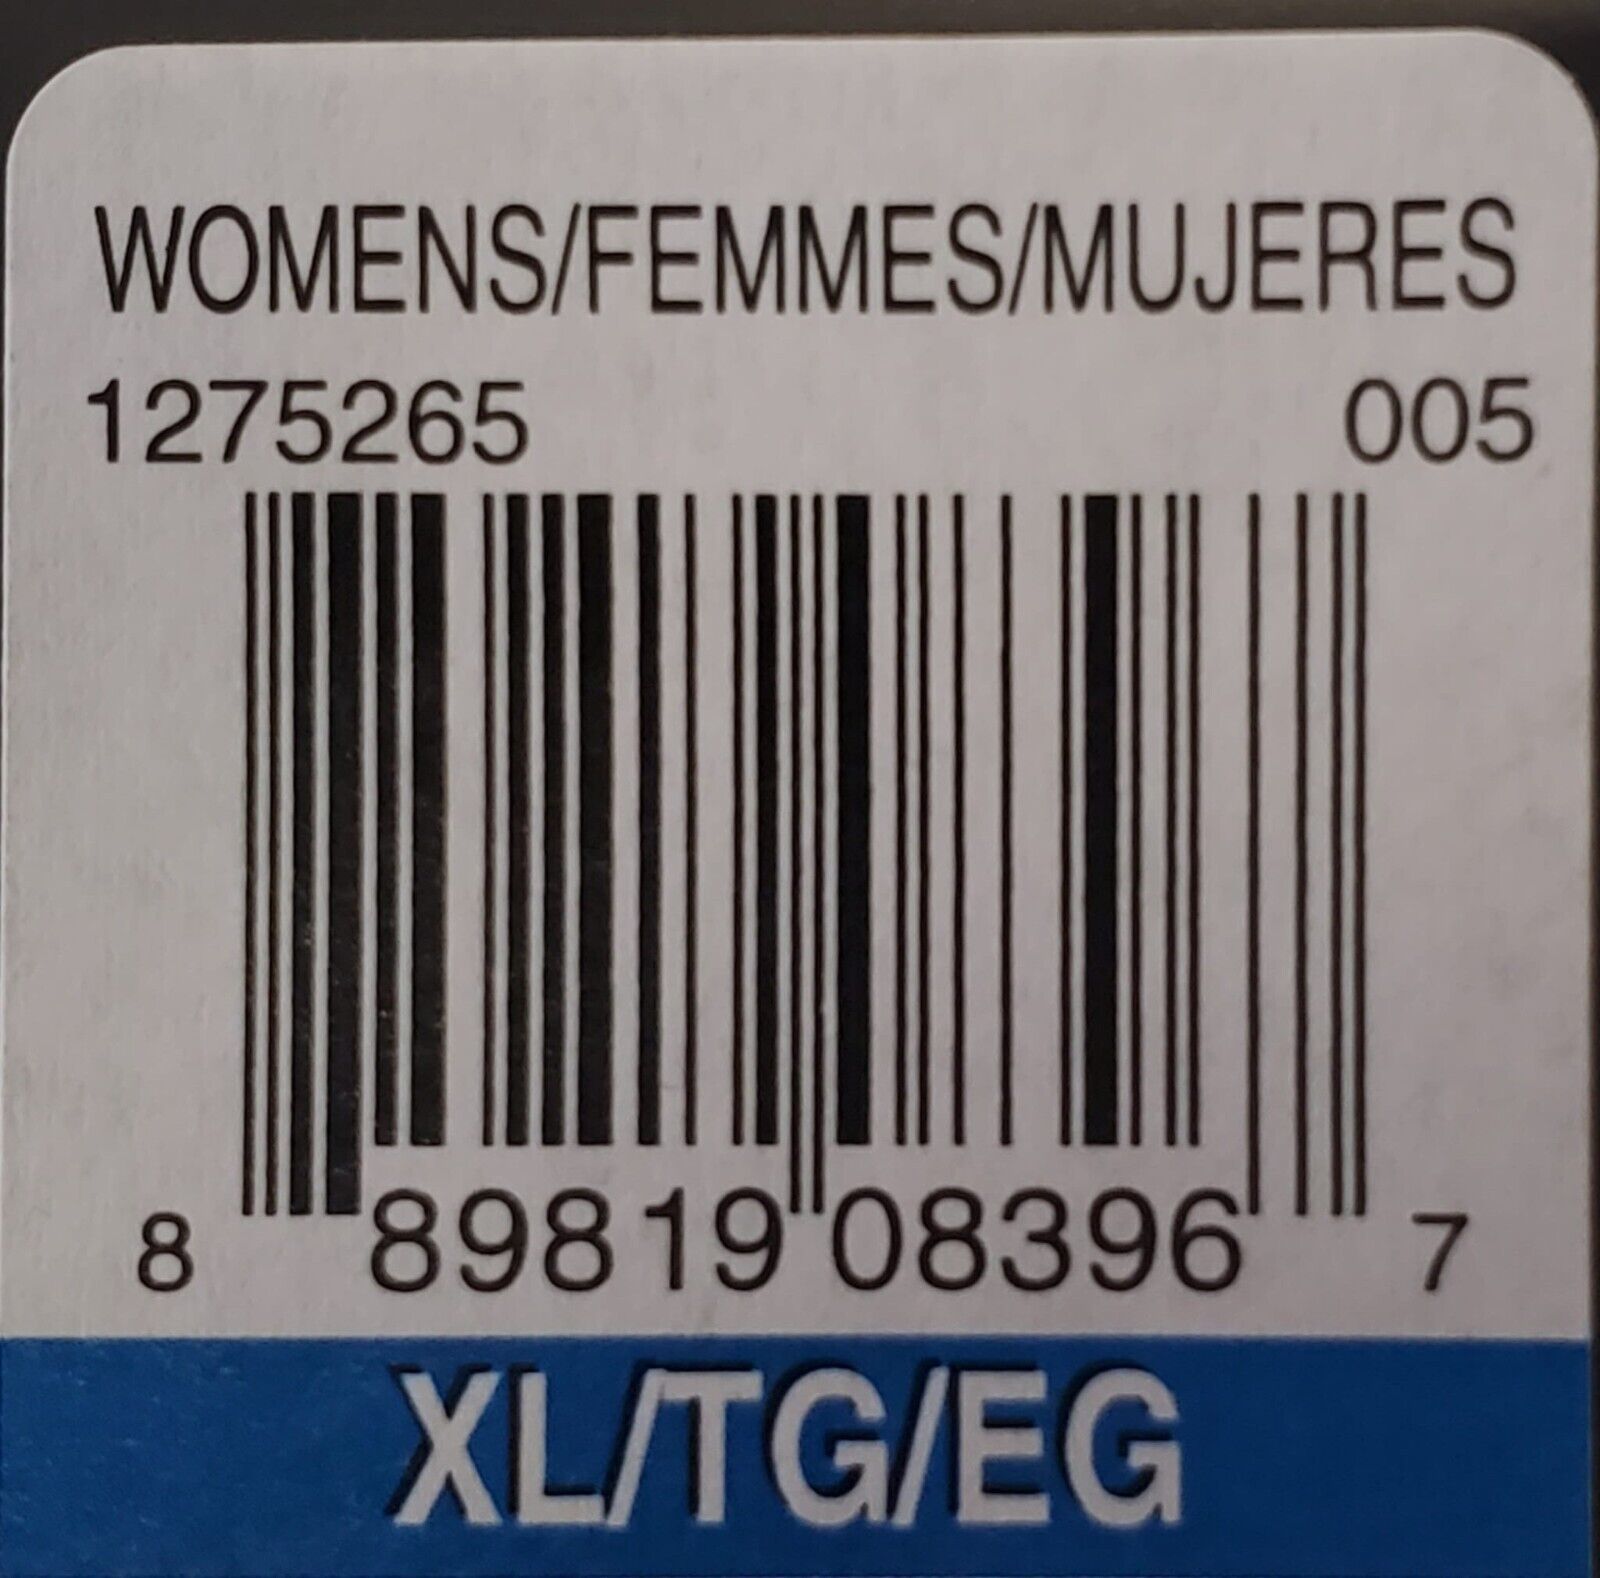 WOMENS/FEMMES/MUJERES
1275265 005
8 89819 08396 7
XL/TG/EG